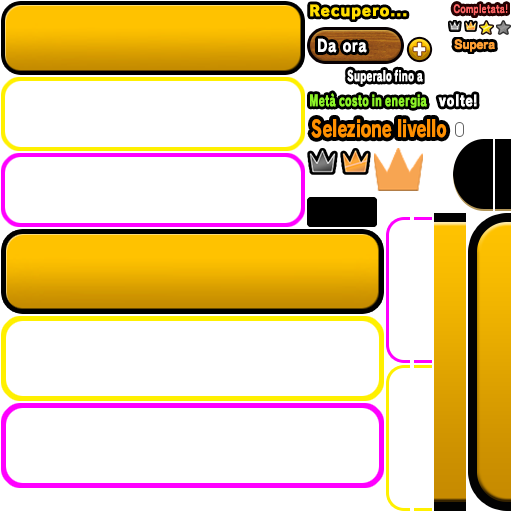 Recupero...
Completata!
Da ora
Supera
Superalo fino a
Metà costo in energia volte!
Selezione livello